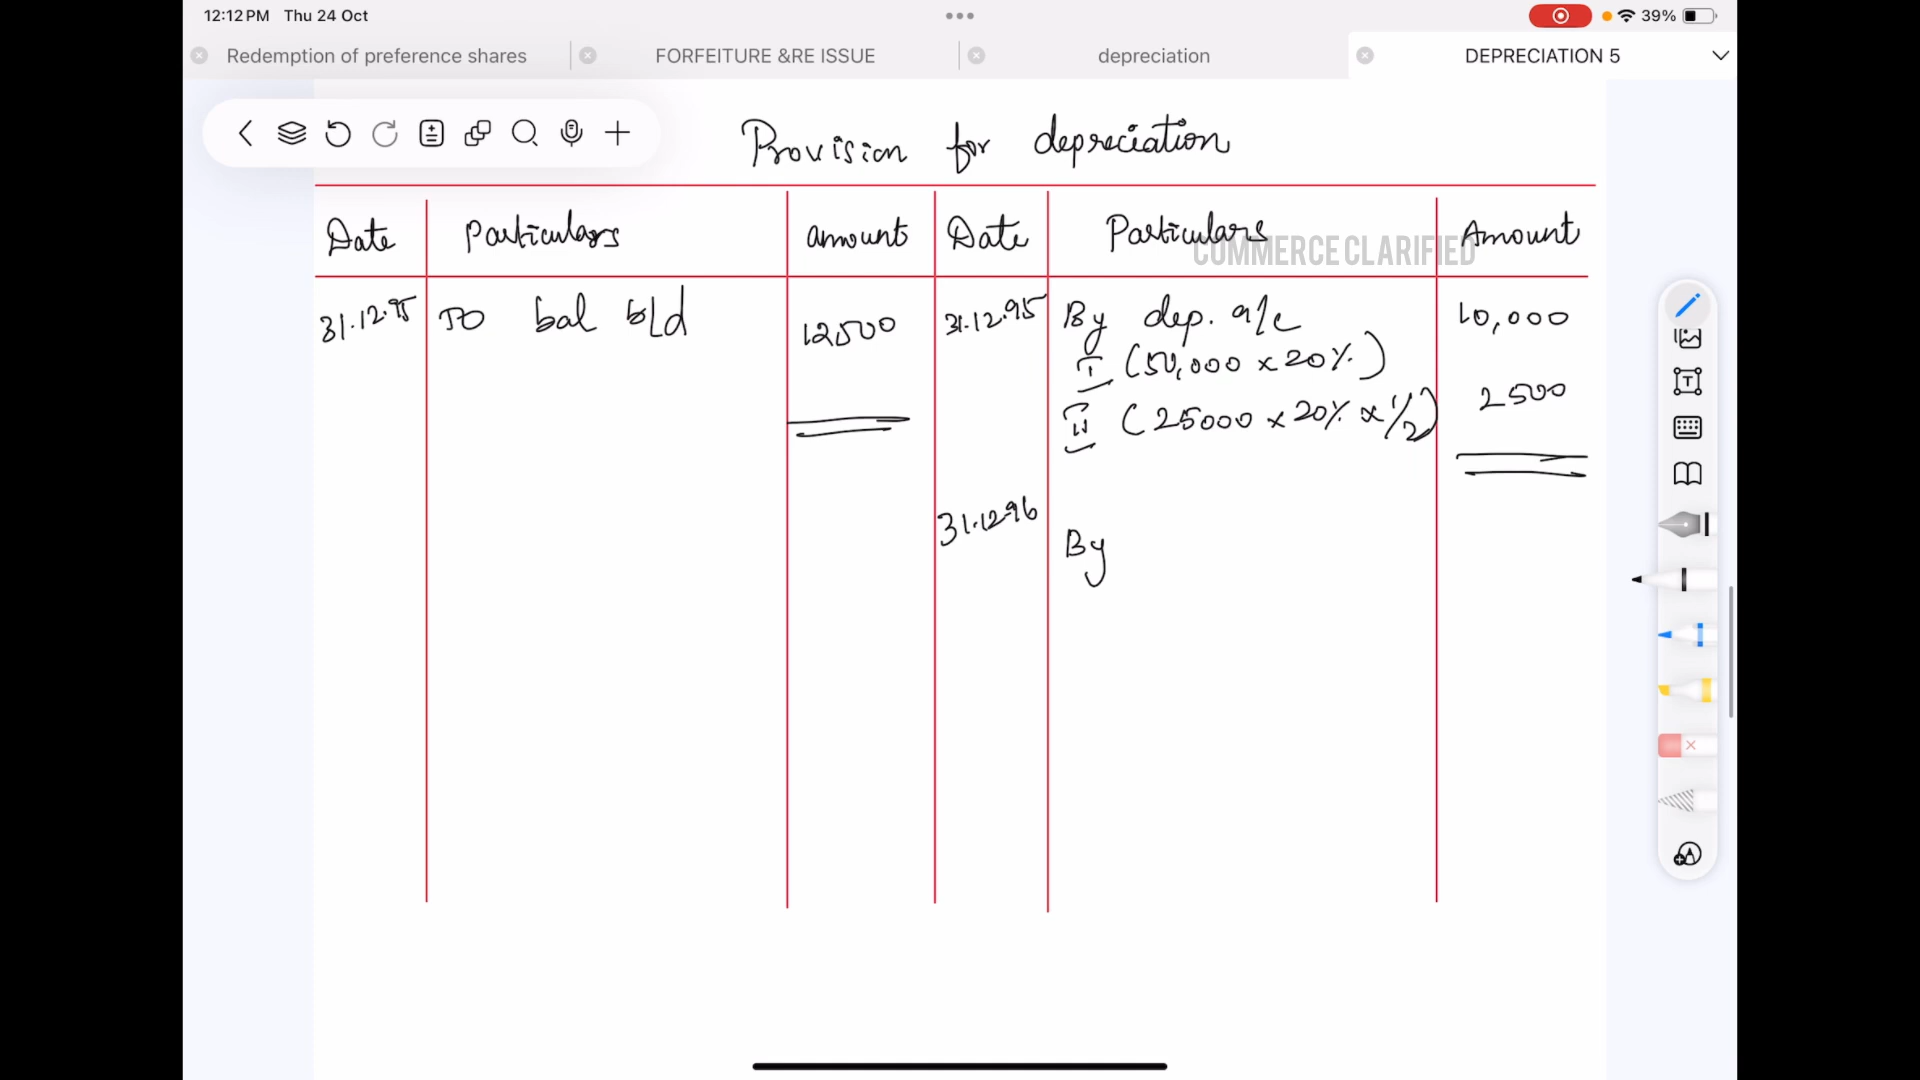 12:12 PM Thu 24 Oct
39%
Redemption of preference shares
FORFEITURE &RE ISSUE
depreciation
DEPRECIATION 5
Provision for depreciation
Date Particulars amount Date Particulars Amount
COMMERCE CLARIFIED
31.12.95 To bal b/d 12500 31.12.95 By dep. a/c 10,000
I (50,000 x 20%)
II (25000 x 20% x 1/2) 2500
31.12.96 By